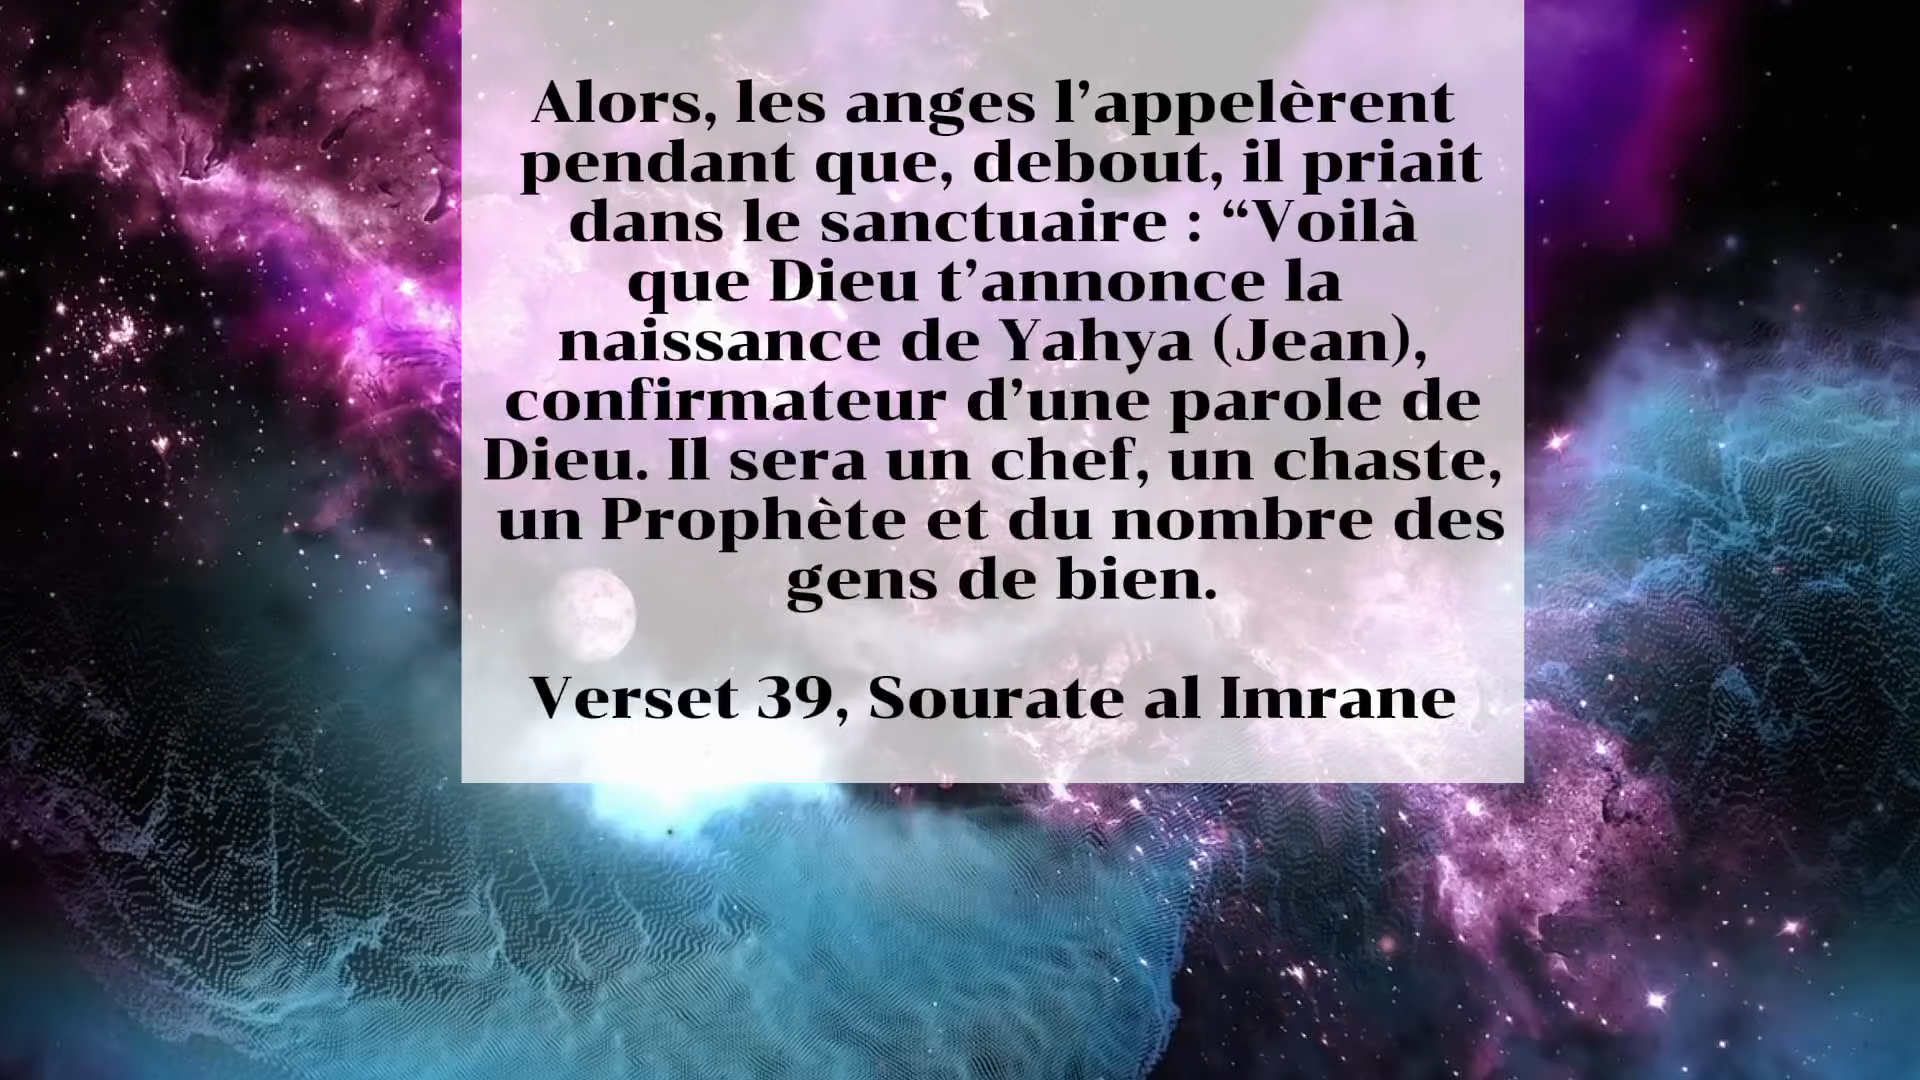 Alors, les anges l’appelèrent
pendant que, debout, il priait
dans le sanctuaire : “Voilà
que Dieu t’annonce la
naissance de Yahya (Jean),
confirmateur d’une parole de
Dieu. Il sera un chef, un chaste,
un Prophète et du nombre des
gens de bien.
Verset 39, Sourate al Imrane